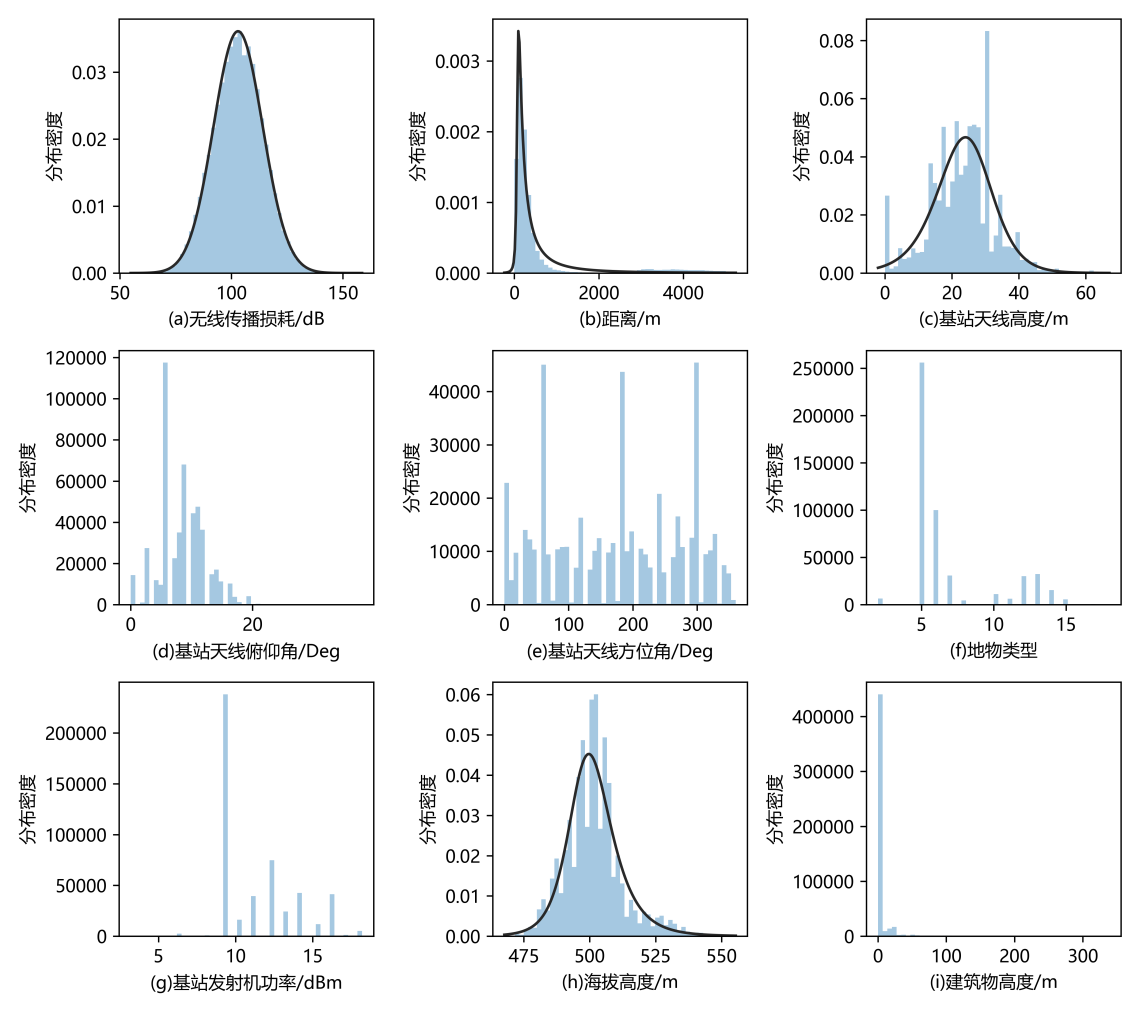 分布密度
0.03
0.02
0.01
0.00
50 100 150
(a)无线传播损耗/dB
分布密度
0.003
0.002
0.001
0.000
0 2000 4000
(b)距离/m
分布密度
0.08
0.06
0.04
0.02
0.00
0 20 40 60
(c)基站天线高度/m
分布密度
120000
100000
80000
60000
40000
20000
0
0 20
(d)基站天线俯仰角/Deg
分布密度
40000
30000
20000
10000
0
0 100 200 300
(e)基站天线方位角/Deg
分布密度
250000
200000
150000
100000
50000
0
5 10 15
(f)地物类型
分布密度
200000
150000
100000
50000
0
5 10 15
(g)基站发射机功率/dBm
分布密度
0.06
0.05
0.04
0.03
0.02
0.01
0.00
475 500 525 550
(h)海拔高度/m
分布密度
400000
300000
200000
100000
0
0 100 200 300
(i)建筑物高度/m